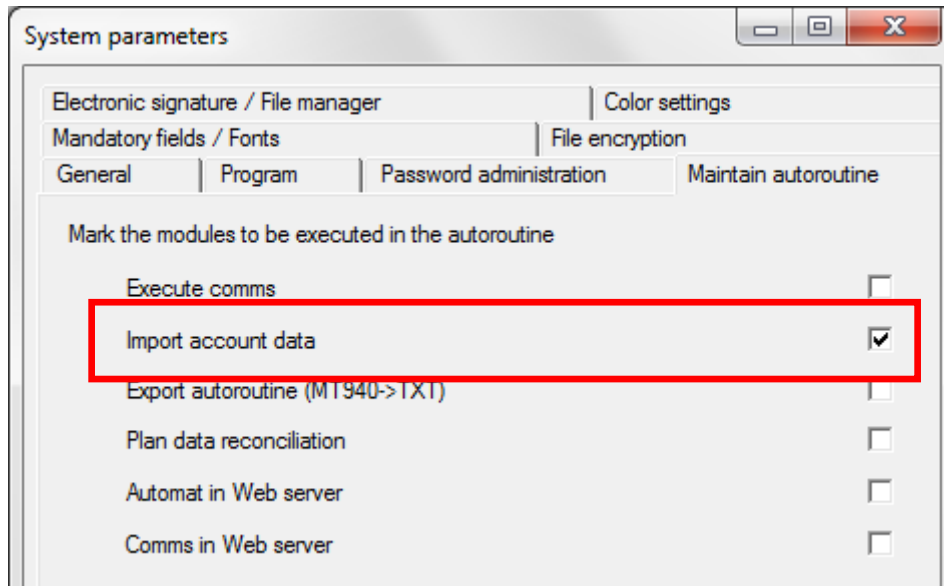 System parameters
Electronic signature / File manager Color settings
Mandatory fields / Fonts File encryption
General Program Password administration Maintain autoroutine
Mark the modules to be executed in the autoroutine
Execute comms
Import account data
Export autoroutine (MT940->TXT)
Plan data reconciliation
Automat in Web server
Comms in Web server